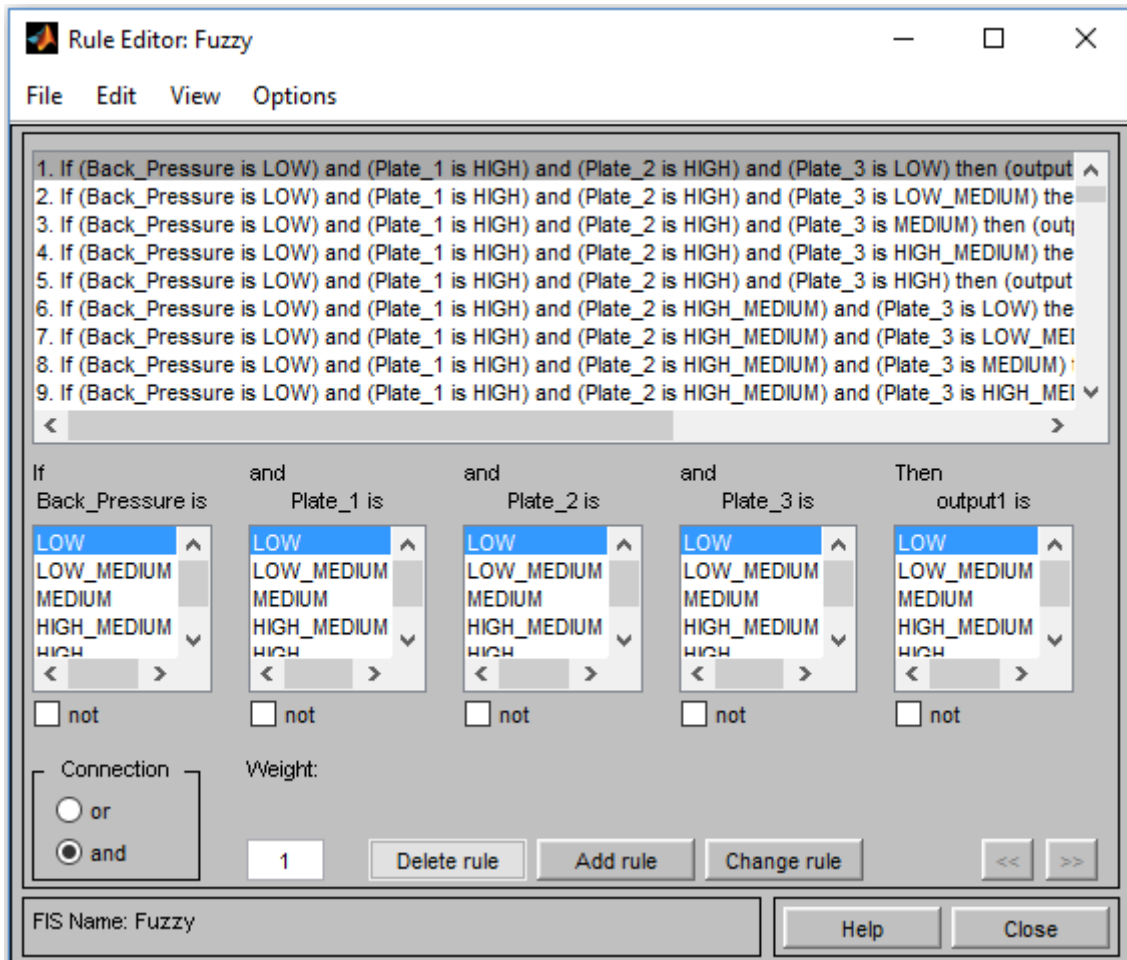 Rule Editor: Fuzzy
File Edit View Options
1. If (Back_Pressure is LOW) and (Plate_1 is HIGH) and (Plate_2 is HIGH) and (Plate_3 is LOW) then (output
2. If (Back_Pressure is LOW) and (Plate_1 is HIGH) and (Plate_2 is HIGH) and (Plate_3 is LOW_MEDIUM) the
3. If (Back_Pressure is LOW) and (Plate_1 is HIGH) and (Plate_2 is HIGH) and (Plate_3 is MEDIUM) then (outp
4. If (Back_Pressure is LOW) and (Plate_1 is HIGH) and (Plate_2 is HIGH) and (Plate_3 is HIGH_MEDIUM) the
5. If (Back_Pressure is LOW) and (Plate_1 is HIGH) and (Plate_2 is HIGH) and (Plate_3 is HIGH) then (output
6. If (Back_Pressure is LOW) and (Plate_1 is HIGH) and (Plate_2 is HIGH_MEDIUM) and (Plate_3 is LOW) the
7. If (Back_Pressure is LOW) and (Plate_1 is HIGH) and (Plate_2 is HIGH_MEDIUM) and (Plate_3 is LOW_MEI
8. If (Back_Pressure is LOW) and (Plate_1 is HIGH) and (Plate_2 is HIGH_MEDIUM) and (Plate_3 is MEDIUM)
9. If (Back_Pressure is LOW) and (Plate_1 is HIGH) and (Plate_2 is HIGH_MEDIUM) and (Plate_3 is HIGH_MEI
If and and and Then
Back_Pressure is Plate_1 is Plate_2 is Plate_3 is output1 is
LOW LOW LOW LOW LOW
LOW_MEDIUM LOW_MEDIUM LOW_MEDIUM LOW_MEDIUM LOW_MEDIUM
MEDIUM MEDIUM MEDIUM MEDIUM MEDIUM
HIGH_MEDIUM HIGH_MEDIUM HIGH_MEDIUM HIGH_MEDIUM HIGH_MEDIUM
HIGH HIGH HIGH HIGH HIGH
not not not not not
Connection Weight:
or
and 1 Delete rule Add rule Change rule << >>
FIS Name: Fuzzy Help Close